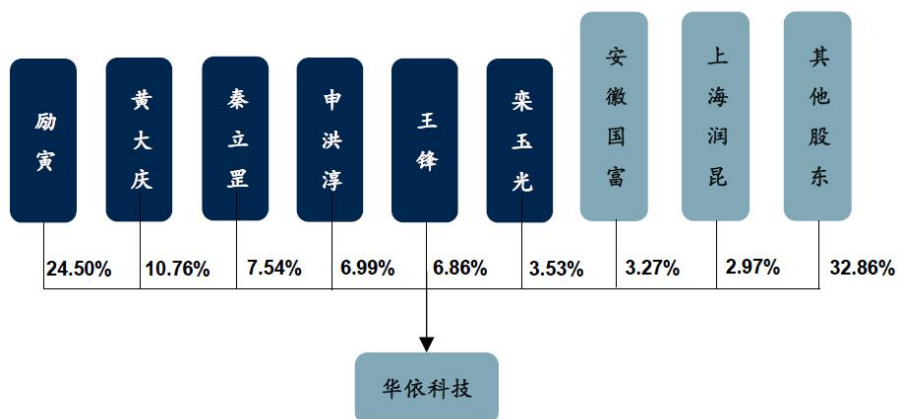 励寅
黄大庆
秦立罡
申洪淳
王锋
栾玉光
安徽国富
上海润昆
其他股东
24.50%
10.76%
7.54%
6.99%
6.86%
3.53%
3.27%
2.97%
32.86%
华依科技